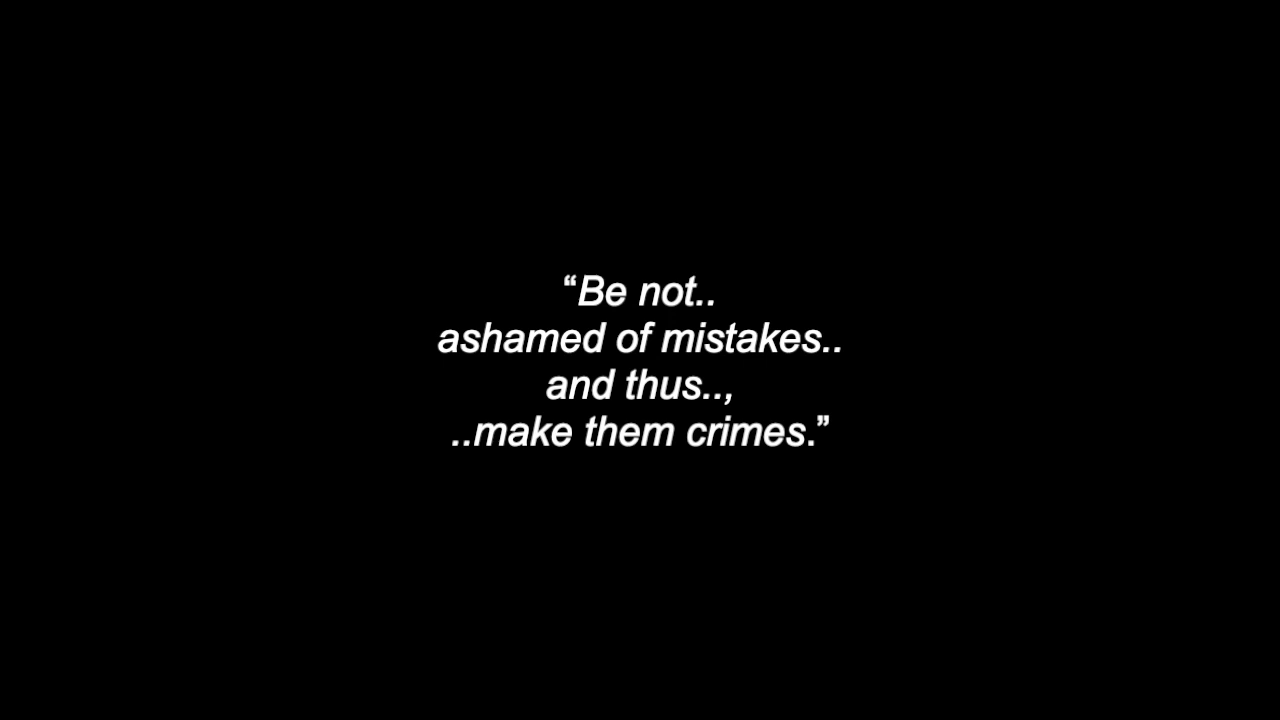 “Be not..
ashamed of mistakes..
and thus..,
..make them crimes.”